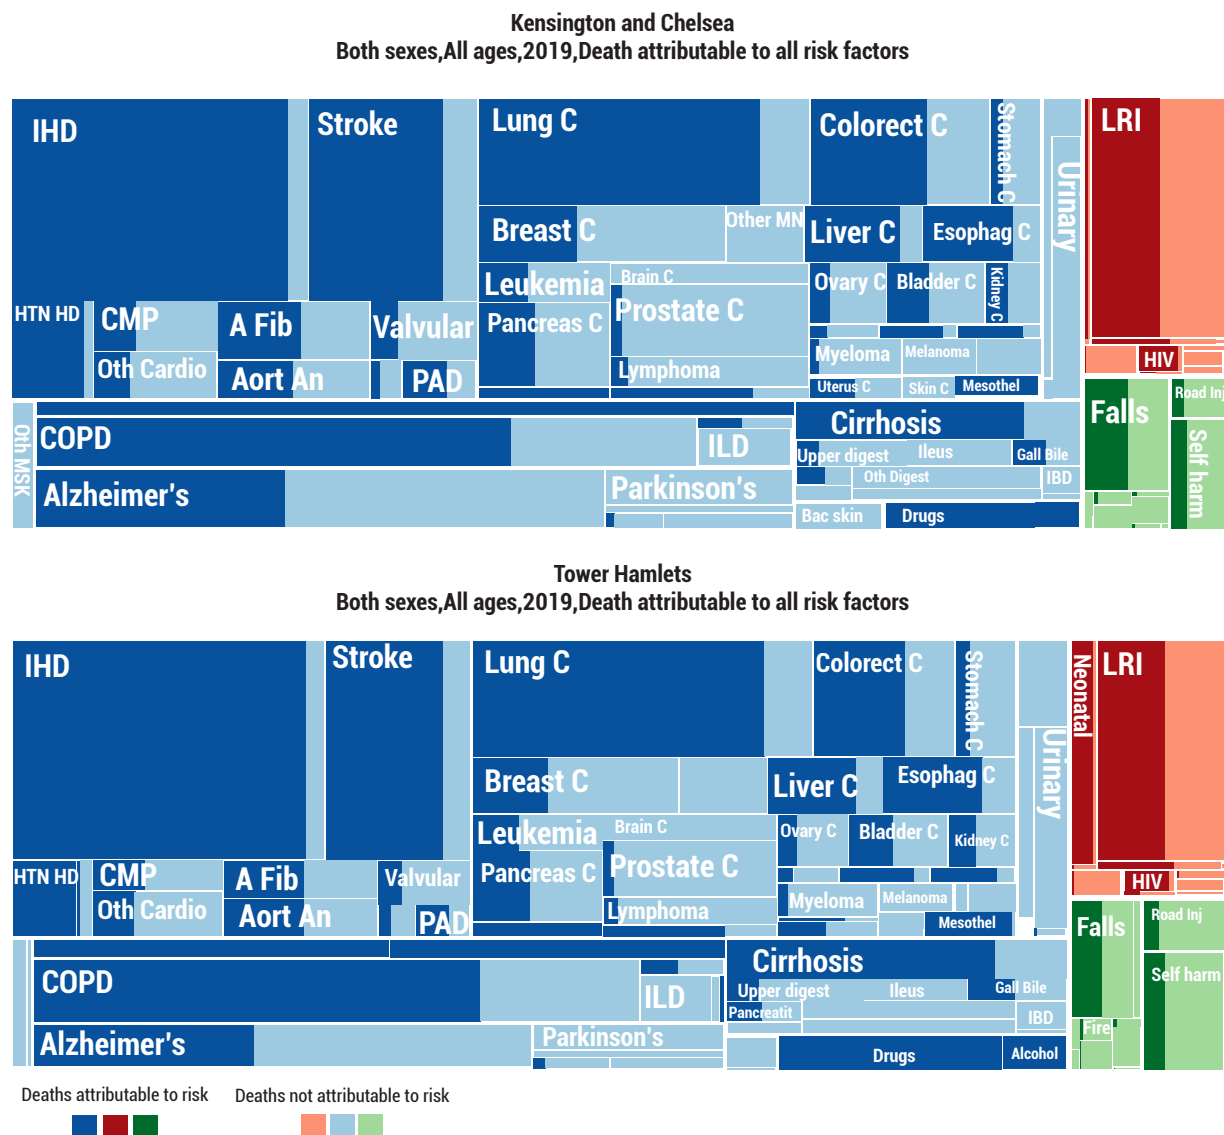 Kensington and Chelsea
Both sexes,All ages,2019,Death attributable to all risk factors
IHD
Stroke
Lung C
Colorect C
Stomach C
Urinary
LRI
Breast C
Other MN
Liver C
Esophag C
Leukemia
Brain C
Ovary C
Bladder C
Kidney C
HTN HD
CMP
A Fib
Valvular
Pancreas C
Prostate C
Oth Cardio
Aort An
PAD
Lymphoma
Myeloma
Melanoma
Uterus C
Skin C
Mesothel
HIV
Oth MSK
COPD
ILD
Cirrhosis
Upper digest
Ileus
Gall Bile
Falls
Road Inj
Self harm
Alzheimer's
Parkinson's
Oth Digest
IBD
Bac skin
Drugs
Tower Hamlets
Both sexes,All ages,2019,Death attributable to all risk factors
IHD
Stroke
Lung C
Colorect C
Stomach C
Urinary
Neonatal
LRI
Breast C
Liver C
Esophag C
Leukemia
Brain C
Ovary C
Bladder C
Kidney C
HTN HD
CMP
A Fib
Valvular
Pancreas C
Prostate C
Oth Cardio
Aort An
PAD
Lymphoma
Myeloma
Melanoma
Mesothel
HIV
COPD
ILD
Cirrhosis
Upper digest
Ileus
Gall Bile
Pancreatit
IBD
Falls
Road Inj
Self harm
Fire
Alzheimer's
Parkinson's
Drugs
Alcohol
Deaths attributable to risk
Deaths not attributable to risk